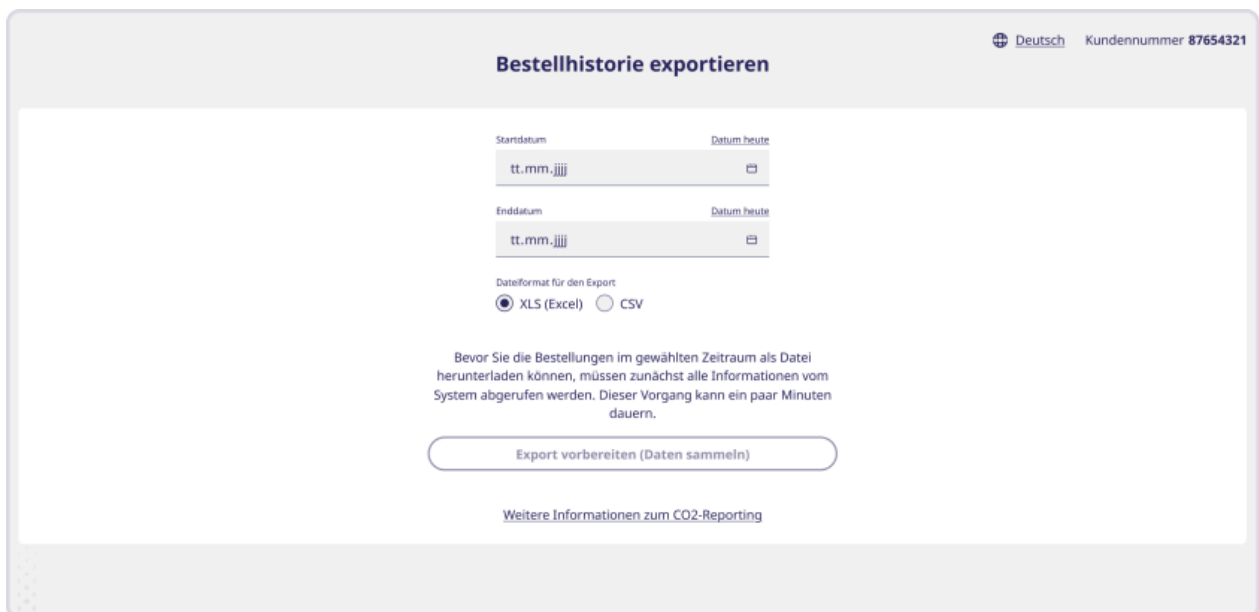 Deutsch Kundennummer 87654321
Bestellhistorie exportieren
Startdatum Datum heute
tt.mm.jjjj
Enddatum Datum heute
tt.mm.jjjj
Dateiformat für den Export
XLS (Excel) CSV
Bevor Sie die Bestellungen im gewählten Zeitraum als Datei
herunterladen können, müssen zunächst alle Informationen vom
System abgerufen werden. Dieser Vorgang kann ein paar Minuten
dauern.
Export vorbereiten (Daten sammeln)
Weitere Informationen zum CO2-Reporting